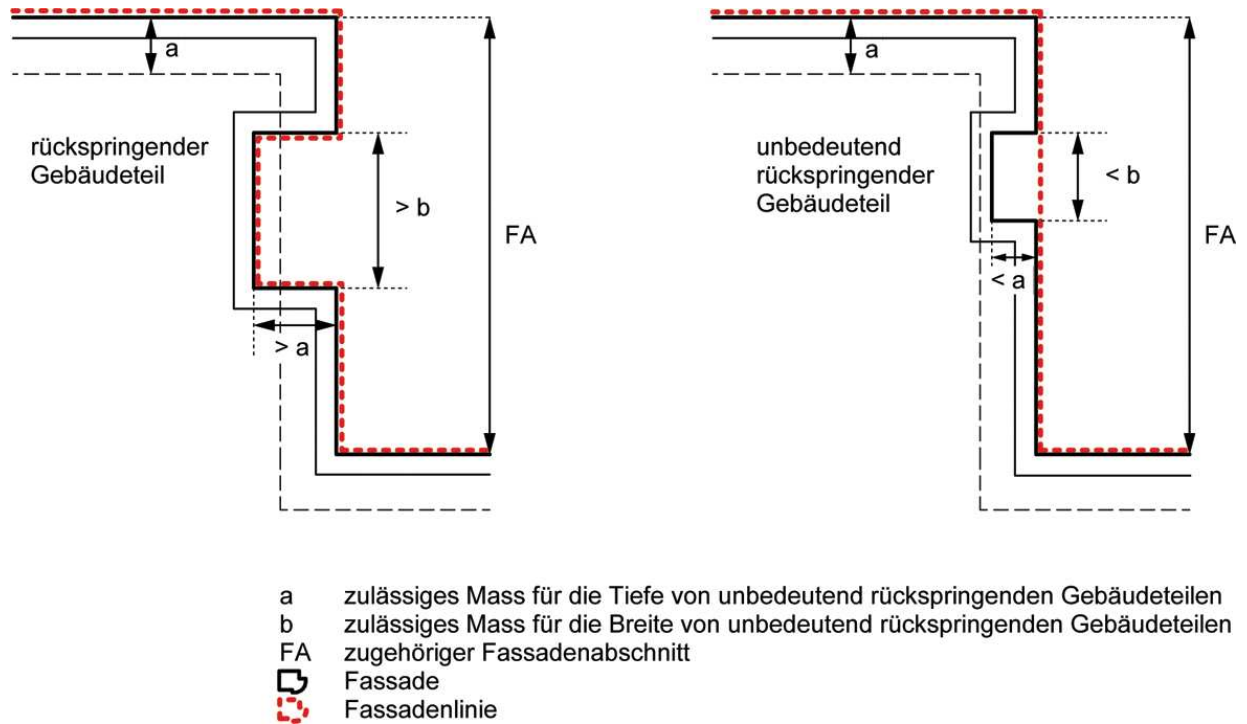 a
rückspringender
Gebäudeteil
> b
FA
> a
a
unbedeutend
rückspringender
Gebäudeteil
< b
FA
< a
a zulässiges Mass für die Tiefe von unbedeutend rückspringenden Gebäudeteilen
b zulässiges Mass für die Breite von unbedeutend rückspringenden Gebäudeteilen
FA zugehöriger Fassadenabschnitt
Fassade
Fassadenlinie